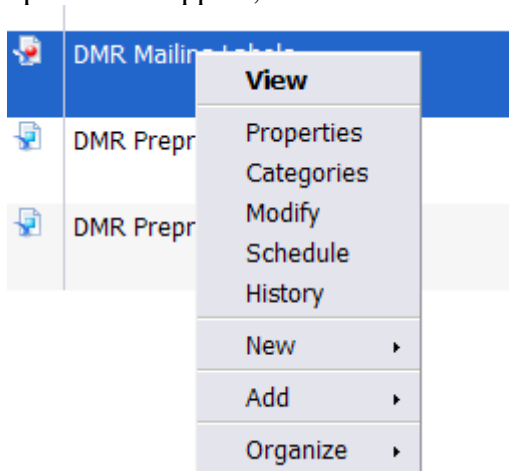 DMR Mailing Labels
View
DMR Prepr
Properties
Categories
Modify
DMR Prepr
Schedule
History
New
Add
Organize